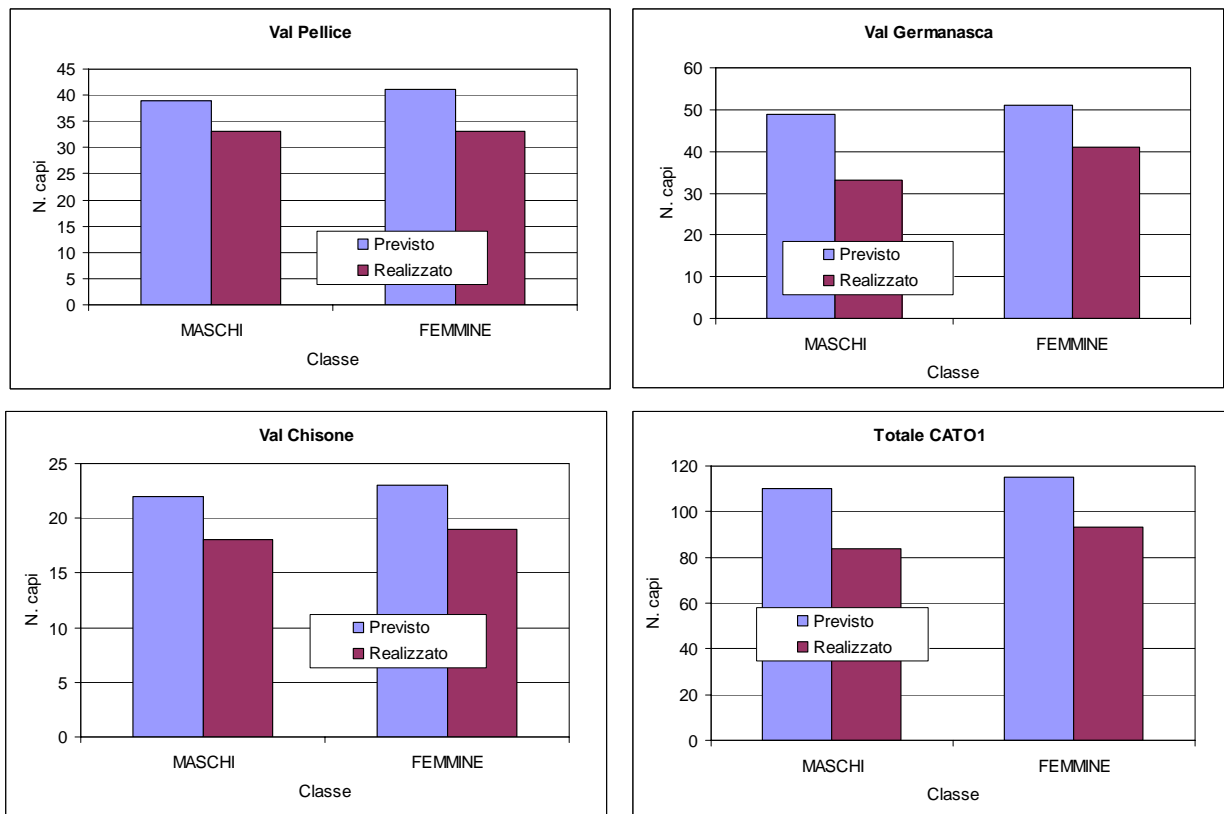 Val Pellice
45
40
35
30
25
20
15
10
5
0
N. capi
Previsto
Realizzato
MASCHI FEMMINE
Classe
Val Germanasca
60
50
40
30
20
10
0
N. capi
Previsto
Realizzato
MASCHI FEMMINE
Classe
Val Chisone
25
20
15
10
5
0
N. capi
Previsto
Realizzato
MASCHI FEMMINE
Classe
Totale CATO1
120
100
80
60
40
20
0
N. capi
Previsto
Realizzato
MASCHI FEMMINE
Classe